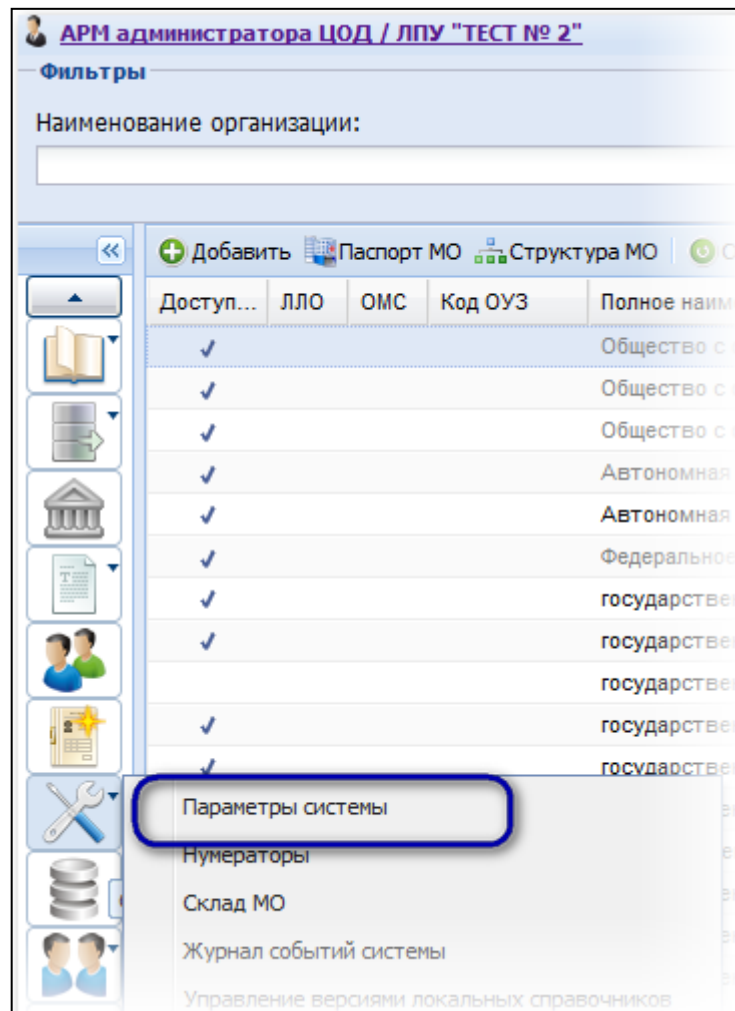 АРМ администратора ЦОД / ЛПУ "ТЕСТ № 2"
Фильтры
Наименование организации:
Добавить Паспорт МО Структура МО
Доступ... ЛЛО ОМС Код ОУЗ Полное
Общество с
Общество с
Общество с
Автономная
Автономная
Федеральное
государстве
государстве
государстве
государстве
государстве
Параметры системы
Нумераторы
Склад МО
Журнал событий системы
Управление версиями локальных справочников